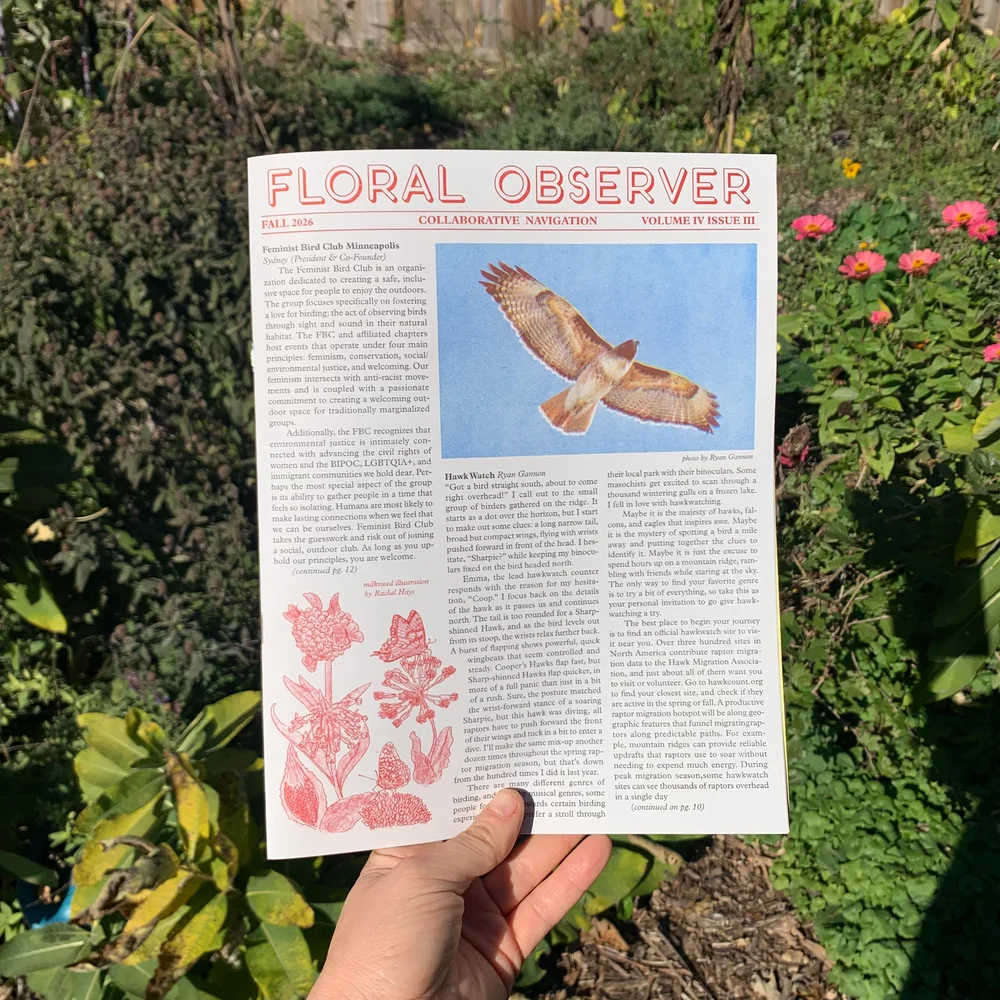 FLORAL OBSERVER
FALL 2026
COLLABORATIVE NAVIGATION
VOLUME IV ISSUE III
Feminist Bird Club Minneapolis
Sydney (President & Co-Founder)
The Feminist Bird Club is an organi-
zation dedicated to creating a safe, inclu-
sive space for people to enjoy the outdoors.
The group focuses specifically on fostering
a love for birding: the act of observing birds
through sight and sound in their natural
habitat. The FBC and affiliated chapters
host events that operate under four main
principles: feminism, conservation, social/
environmental justice, and welcoming. Our
feminism intersects with anti-racist move-
ments and is coupled with a passionate
commitment to creating a welcoming out-
door space for traditionally marginalized
groups.
Additionally, the FBC recognizes that
environmental justice is intimately con-
nected with advancing the civil rights of
women and the BIPOC, LGBTQIA+, and
immigrant communities we hold dear. Per-
haps the most special aspect of the group
is its ability to gather people in a time that
feels so isolating. Humans are most likely to
make lasting connections when we feel that
we can be ourselves. Feminist Bird Club
takes the guesswork and risk out of joining
a social, outdoor club. As long as you up-
hold our principles, you are welcome.
(continued pg. 12)
milkweed illustration
by Rachel Hays
photo by Ryan Gannon
Hawk Watch Ryan Gannon
"Got a bird straight south, about to come
right overhead!" I call out to the small
group of birders gathered on the ridge. It
starts as a dot over the horizon, but I start
to make out some clues: a long narrow tail,
broad but compact wings, flying with wrists
pushed forward in front of the head. I hes-
itate, "Sharpie?" while keeping my binocu-
lars fixed on the bird headed north.
Emma, the lead hawkwatch counter
responds with the reason for my hesita-
tion, "Coop." I focus back on the details
of the hawk as it passes us and continues
north. The tail is too rounded for a Sharp-
shinned Hawk, and as the bird levels out
from its stoop, the wrists relax further back.
A burst of flapping shows powerful, quick
wingbeats that seem controlled and
steady. Cooper's Hawks flap fast, but
Sharp-shinned Hawks flap quicker, in
more of a full panic than just in a bit
of a rush. Sure, the posture matched
the wrist-forward stance of a soaring
Sharpie, but this hawk was diving, all
raptors have to push forward the front
of their wings and tuck in a bit to enter a
dive. I'll make the same mix-up another
dozen times throughout the spring rap-
tor migration season, but that's down
from the hundred times I did it last year.
There are many different genres of
birding, and musical genres, some
people certain birding
prefer a stroll through
their local park with their binoculars. Some
masochists get excited to scan through a
thousand wintering gulls on a frozen lake.
I fell in love with hawkwatching.
Maybe it is the majesty of hawks, fal-
cons, and eagles that inspires awe. Maybe
it is the mystery of spotting a bird a mile
away and putting together the clues to
identify it. Maybe it is just the excuse to
spend hours up on a mountain ridge, ram-
bling with friends while staring at the sky.
The only way to find your favorite genre
is to try a bit of everything, so take this as
your personal invitation to give hawk-
watching a try.
The best place to begin your journey
is to find an official hawkwatch site to vis-
it near you. Over three hundred sites in
North America contribute raptor migra-
tion data to the Hawk Migration Associa-
tion, and just about all of them want you
to visit or volunteer. Go to hawkcount.org
to find your closest site, and check if they
are active in the spring or fall. A productive
raptor migration hotspot will be along geo-
graphic features that funnel migratingrap-
tors along predictable paths. For exam-
ple, mountain ridges can provide reliable
updrafts that raptors use to soar without
needing to expend much energy. During
peak migration season,some hawkwatch
sites can see thousands of raptors overhead
in a single day
(continued on pg. 10)